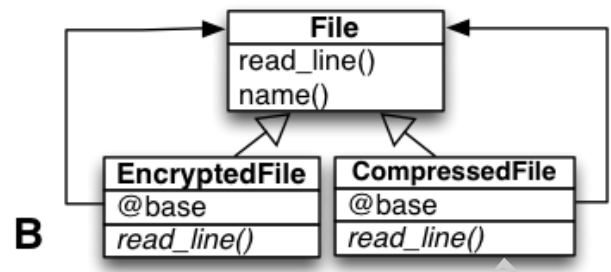 File
read_line()
name()
EncryptedFile
@base
read_line()
CompressedFile
@base
read_line()
B